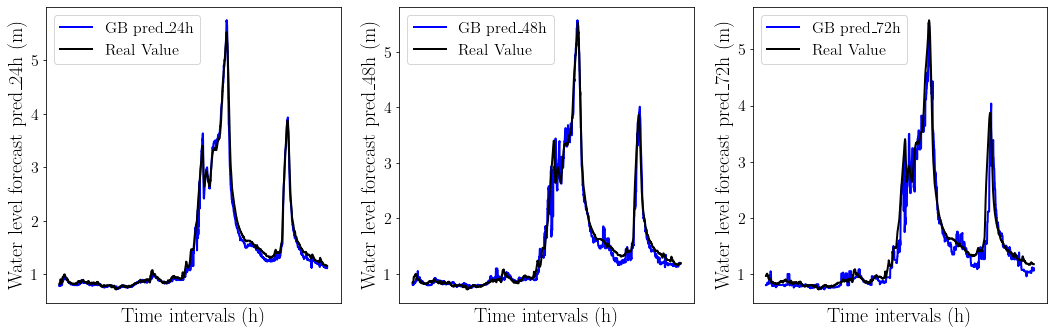 Water level forecast pred_24h (m)
GB pred_24h
Real Value
5
4
3
2
1
Time intervals (h)
Water level forecast pred_48h (m)
GB pred_48h
Real Value
5
4
3
2
1
Time intervals (h)
Water level forecast pred_72h (m)
GB pred_72h
Real Value
5
4
3
2
1
Time intervals (h)